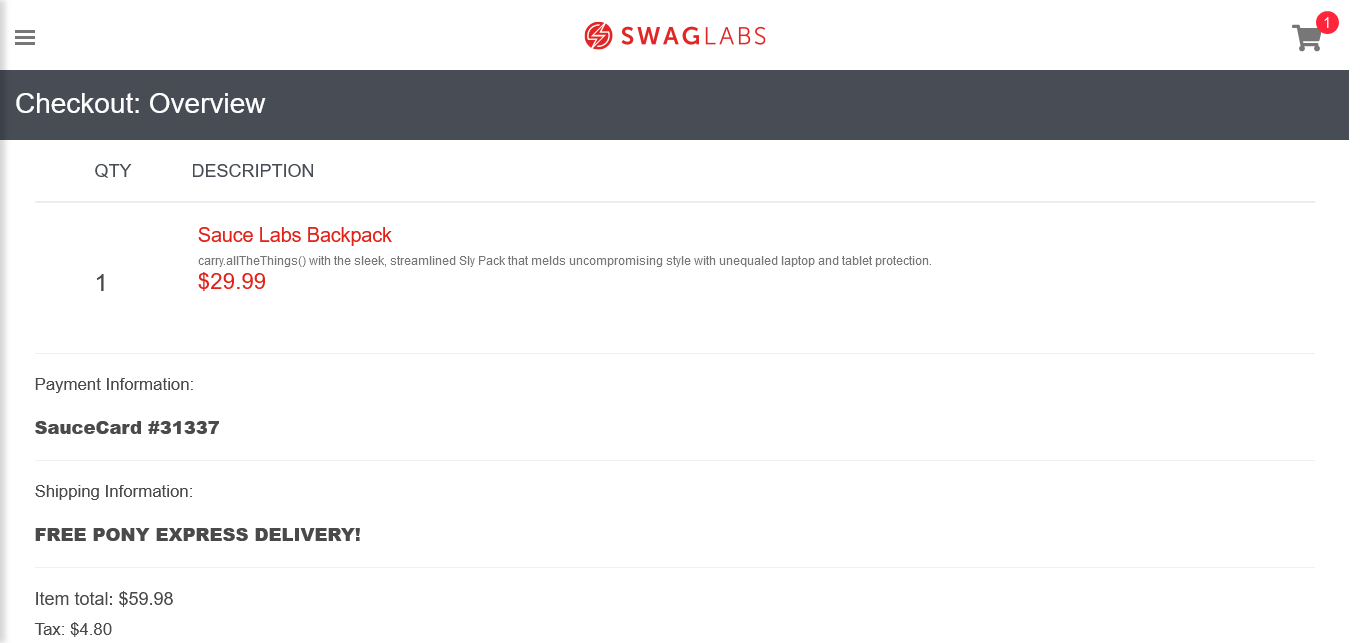 SWAGLABS
1
Checkout: Overview
QTY DESCRIPTION
Sauce Labs Backpack
carry.allTheThings() with the sleek, streamlined Sly Pack that melds uncompromising style with unequaled laptop and tablet protection.
1
$29.99
Payment Information:
SauceCard #31337
Shipping Information:
FREE PONY EXPRESS DELIVERY!
Item total: $59.98
Tax: $4.80